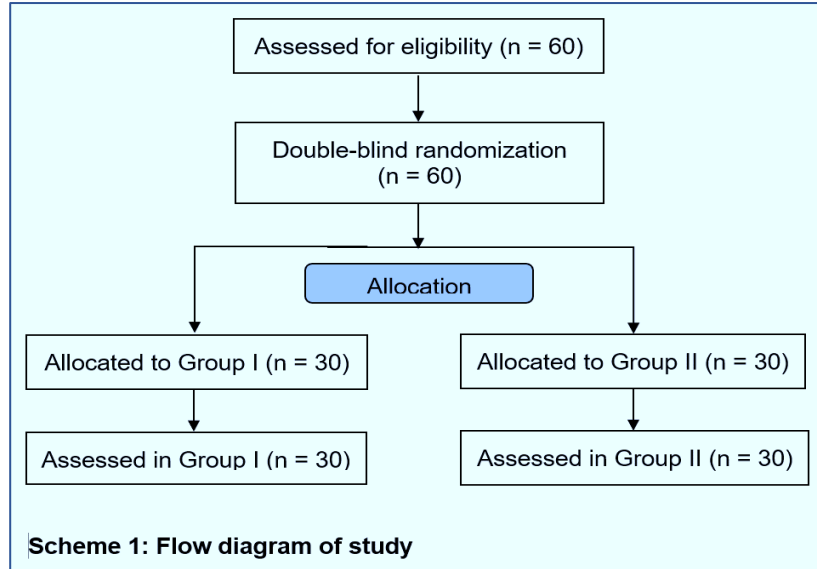 Assessed for eligibility (n = 60)
Double-blind randomization
(n = 60)
Allocation
Allocated to Group I (n = 30)
Allocated to Group II (n = 30)
Assessed in Group I (n = 30)
Assessed in Group II (n = 30)
Scheme 1: Flow diagram of study